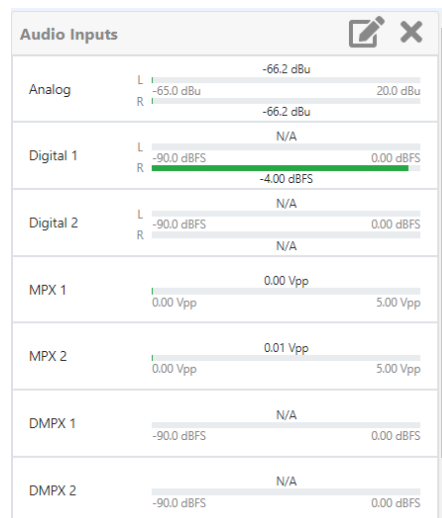 Audio Inputs
-66.2 dBu
Analog
L
-65.0 dBu 20.0 dBu
R
-66.2 dBu
N/A
Digital 1
L
-90.0 dBFS 0.00 dBFS
R
-4.00 dBFS
N/A
Digital 2
L
-90.0 dBFS 0.00 dBFS
R
N/A
0.00 Vpp
MPX 1
0.00 Vpp 5.00 Vpp
0.01 Vpp
MPX 2
0.00 Vpp 5.00 Vpp
N/A
DMPX 1
-90.0 dBFS 0.00 dBFS
N/A
DMPX 2
-90.0 dBFS 0.00 dBFS